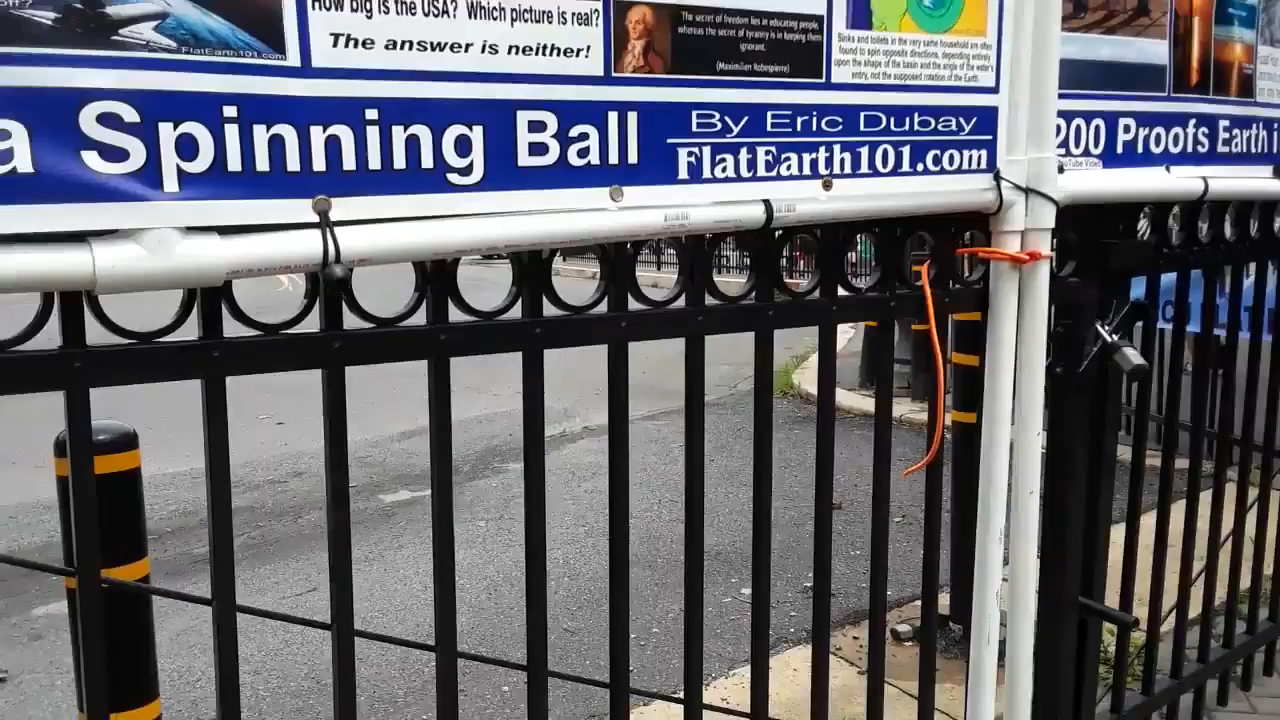 FlatEarth101.com
How big is the USA? Which picture is real?
The answer is neither!
The secret of freedom lies in educating people,
whereas the secret of tyranny is in keeping them
ignorant.
(Maximilien Robespierre)
Sinks and toilets in the very same household are often
found to spin opposite directions, depending entirely
upon the shape of the basin and the angle of the water's
entry, not the supposed rotation of the Earth.
a Spinning Ball
By Eric Dubay
FlatEarth101.com
200 Proofs Earth i
YouTube Video